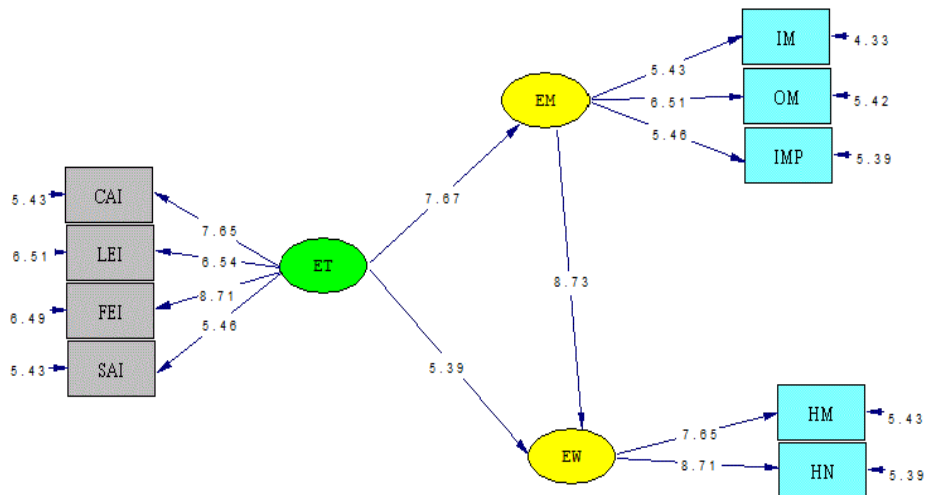 IM
4.33
5.43
EM
6.51
OM
5.42
5.46
IMP
5.39
5.43
CAI
7.67
7.65
6.51
LEI
6.54
ET
8.73
8.71
6.49
FEI
5.46
5.43
SAI
5.39
HM
5.43
7.65
EW
8.71
HN
5.39